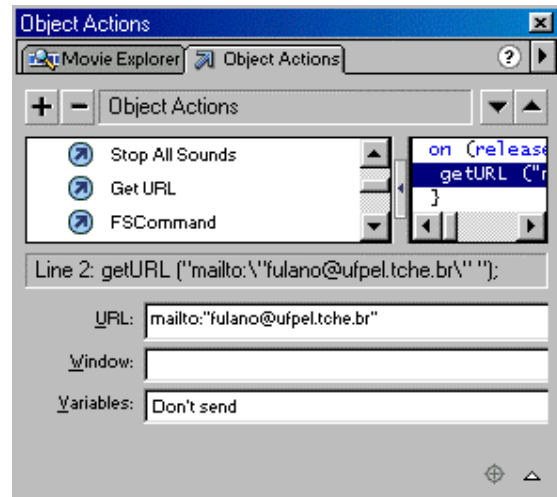 Object Actions
Movie Explorer Object Actions ?
+ - Object Actions
Stop All Sounds
Get URL
FSCommand
on (release
getURL ("r
}
Line 2: getURL ("mailto:\"fulano@ufpel.tche.br\" ");
URL: mailto:"fulano@ufpel.tche.br"
Window:
Variables: Don't send